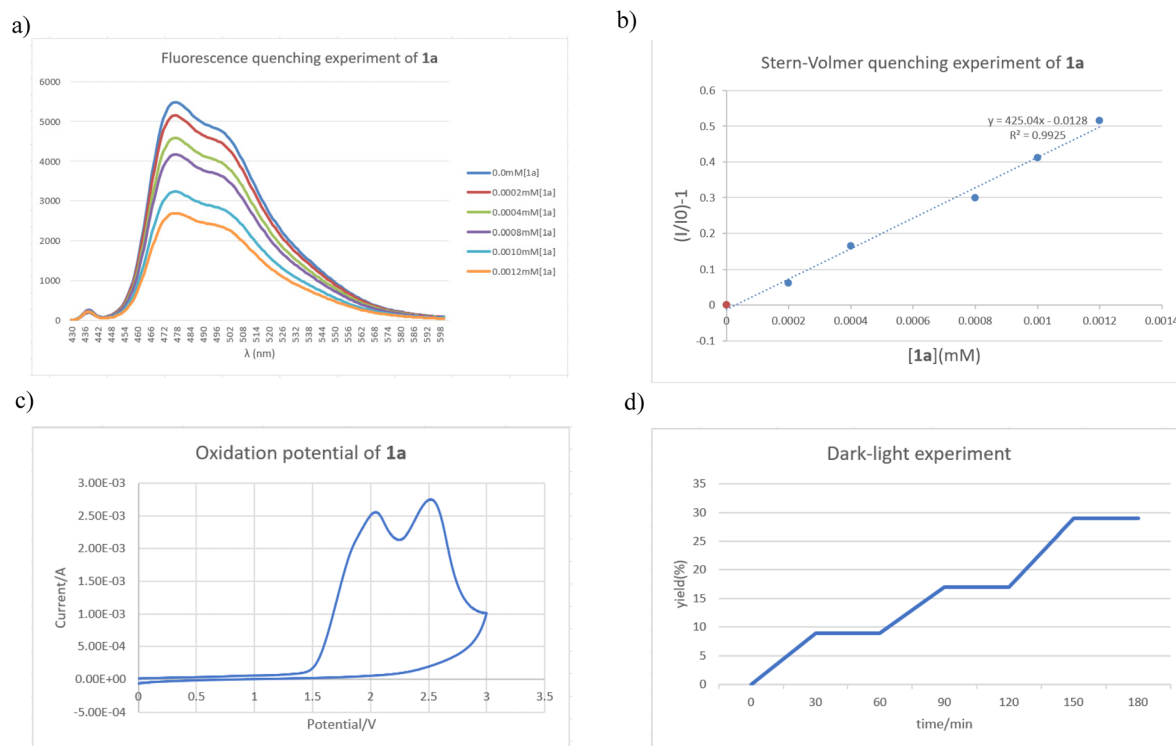 a)
Fluorescence quenching experiment of 1a
6000
5000
4000
3000
2000
1000
0
430 436 442 448 454 460 466 472 478 484 490 496 502 508 514 520 526 532 538 544 550 556 562 568 574 580 586 592 598
λ (nm)
0.0mM[1a]
0.0002mM[1a]
0.0004mM[1a]
0.0008mM[1a]
0.0010mM[1a]
0.0012mM[1a]
b)
Stern-Volmer quenching experiment of 1a
0.6
0.5
0.4
0.3
0.2
0.1
0
-0.1
(I/I0)-1
y = 425.04x - 0.0128
R² = 0.9925
0 0.0002 0.0004 0.0006 0.0008 0.001 0.0012 0.0014
[1a](mM)
c)
Oxidation potential of 1a
3.00E-03
2.50E-03
2.00E-03
1.50E-03
1.00E-03
5.00E-04
0.00E+00
-5.00E-04
Current/A
0 0.5 1 1.5 2 2.5 3 3.5
Potential/V
d)
Dark-light experiment
35
30
25
20
15
10
5
0
yield(%)
0 30 60 90 120 150 180
time/min